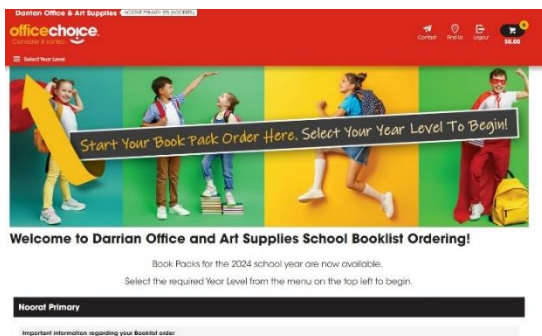 Darrian Office & Art Supplies
officechoice.
Consider it sorted.
Contact
Find Us
Logout
0
$0.00
Select Year Level
Start Your Book Pack Order Here. Select Your Year Level To Begin!
Welcome to Darrian Office and Art Supplies School Booklist Ordering!
Book Packs for the 2024 school year are now available.
Select the required Year Level from the menu on the top left to begin.
Noorat Primary
Important information regarding your Booklist order